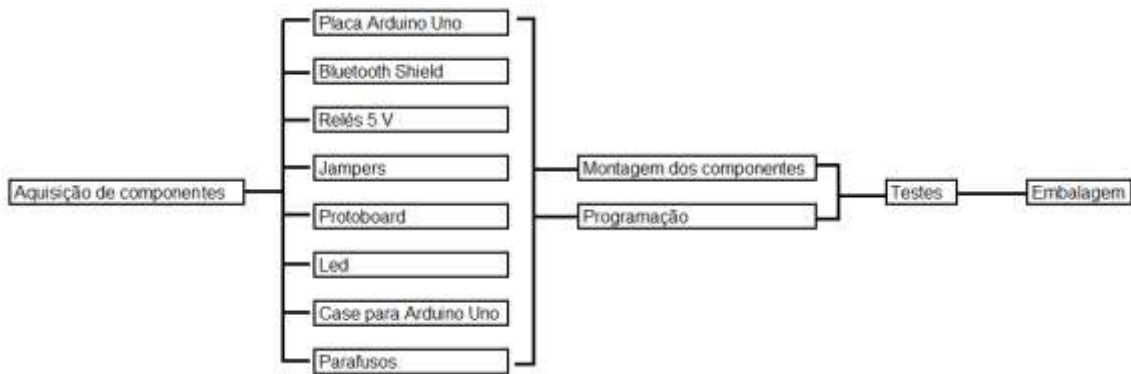 Placa Arduino Uno
Bluetooth Shield
Relés 5 V
Jampers
Protoboard
Led
Case para Arduino Uno
Parafusos
Aquisição de componentes
Montagem dos componentes
Programação
Testes
Embalagem